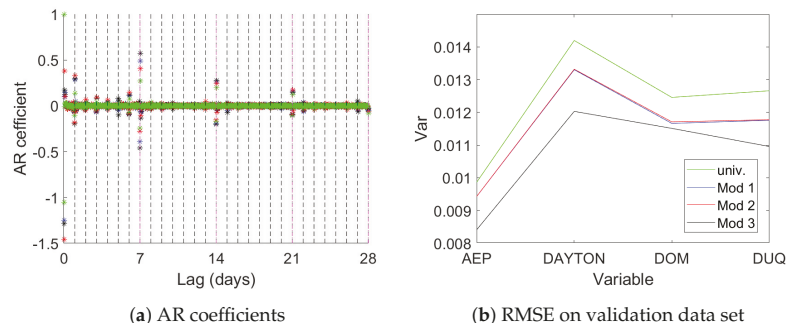 1
0.5
0
-0.5
-1
-1.5
AR cefficient
0 7 14 21 28
Lag (days)
(a) AR coefficients
0.014
0.013
0.012
0.011
0.01
0.009
0.008
Var
univ.
Mod 1
Mod 2
Mod 3
AEP DAYTON DOM DUQ
Variable
(b) RMSE on validation data set